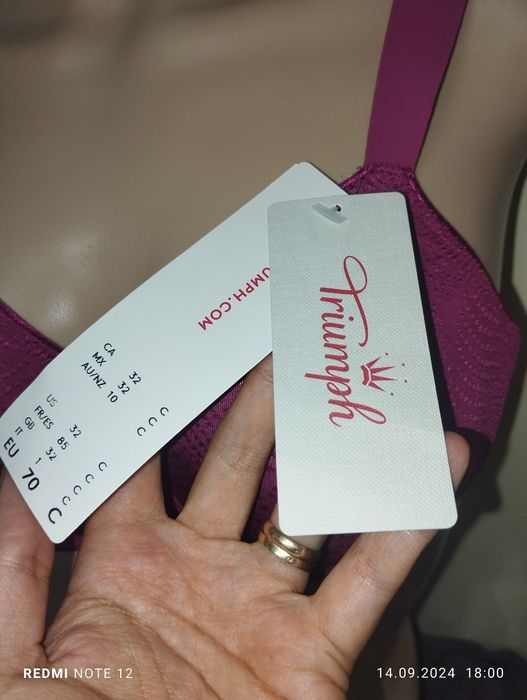 UMPH.COM
CA 32 C
MX 32 C
AU/NZ 10 C
US 32 C
FR/ES 85 C
GB 32 C
IT 1 C
EU 70 C
Triumph
REDMI NOTE 12
14.09.2024 18:00